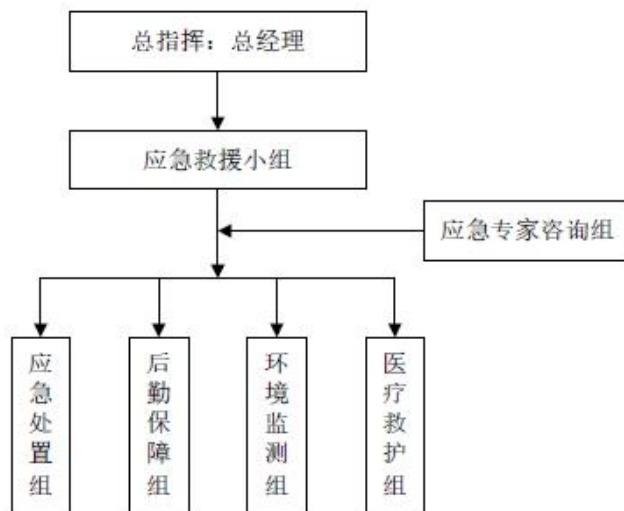 总指挥：总经理
应急救援小组
应急专家咨询组
应急处置组
后勤保障组
环境监测组
医疗救护组